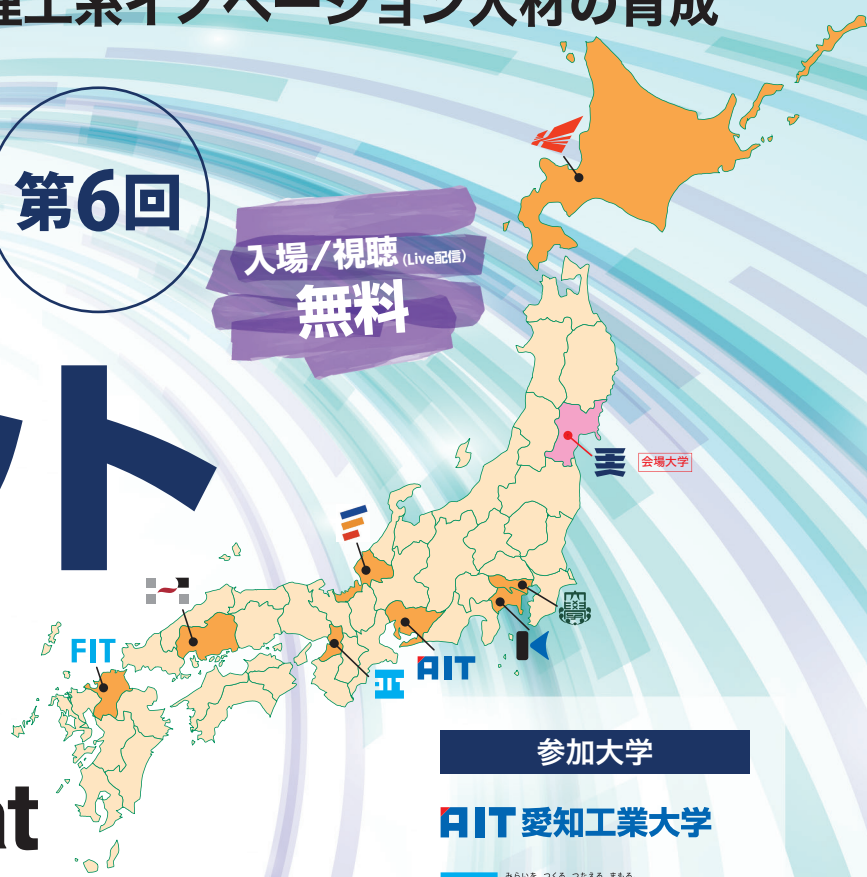 理工系イノベーション人材の育成
第6回
入場/視聴(Live配信)
無料
ット
会場大学
FIT
AIT
参加大学
AIT 愛知工業大学
みらいを つくる つたえる まもる
at